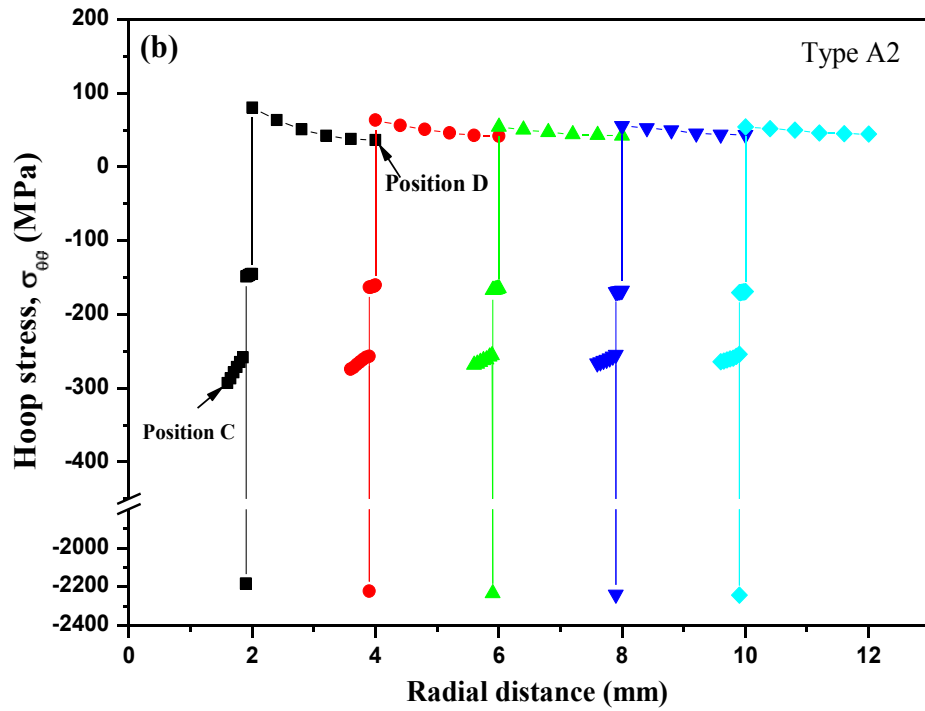 (b)
Type A2
Hoop stress, σθθ (MPa)
200
100
0
-100
-200
-300
-400
-2000
-2200
-2400
Position D
Position C
0 2 4 6 8 10 12
Radial distance (mm)